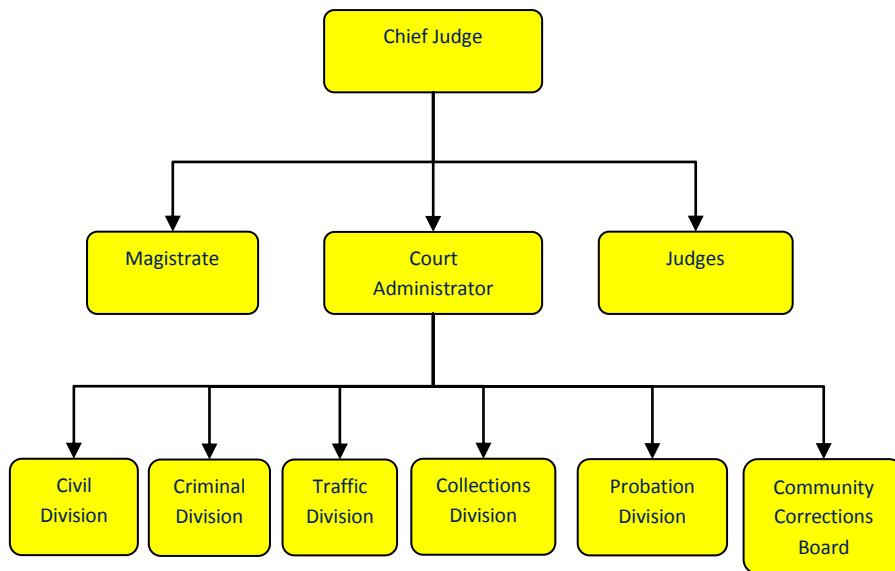 Chief Judge
Magistrate
Court
Administrator
Judges
Civil
Division
Criminal
Division
Traffic
Division
Collections
Division
Probation
Division
Community
Corrections
Board